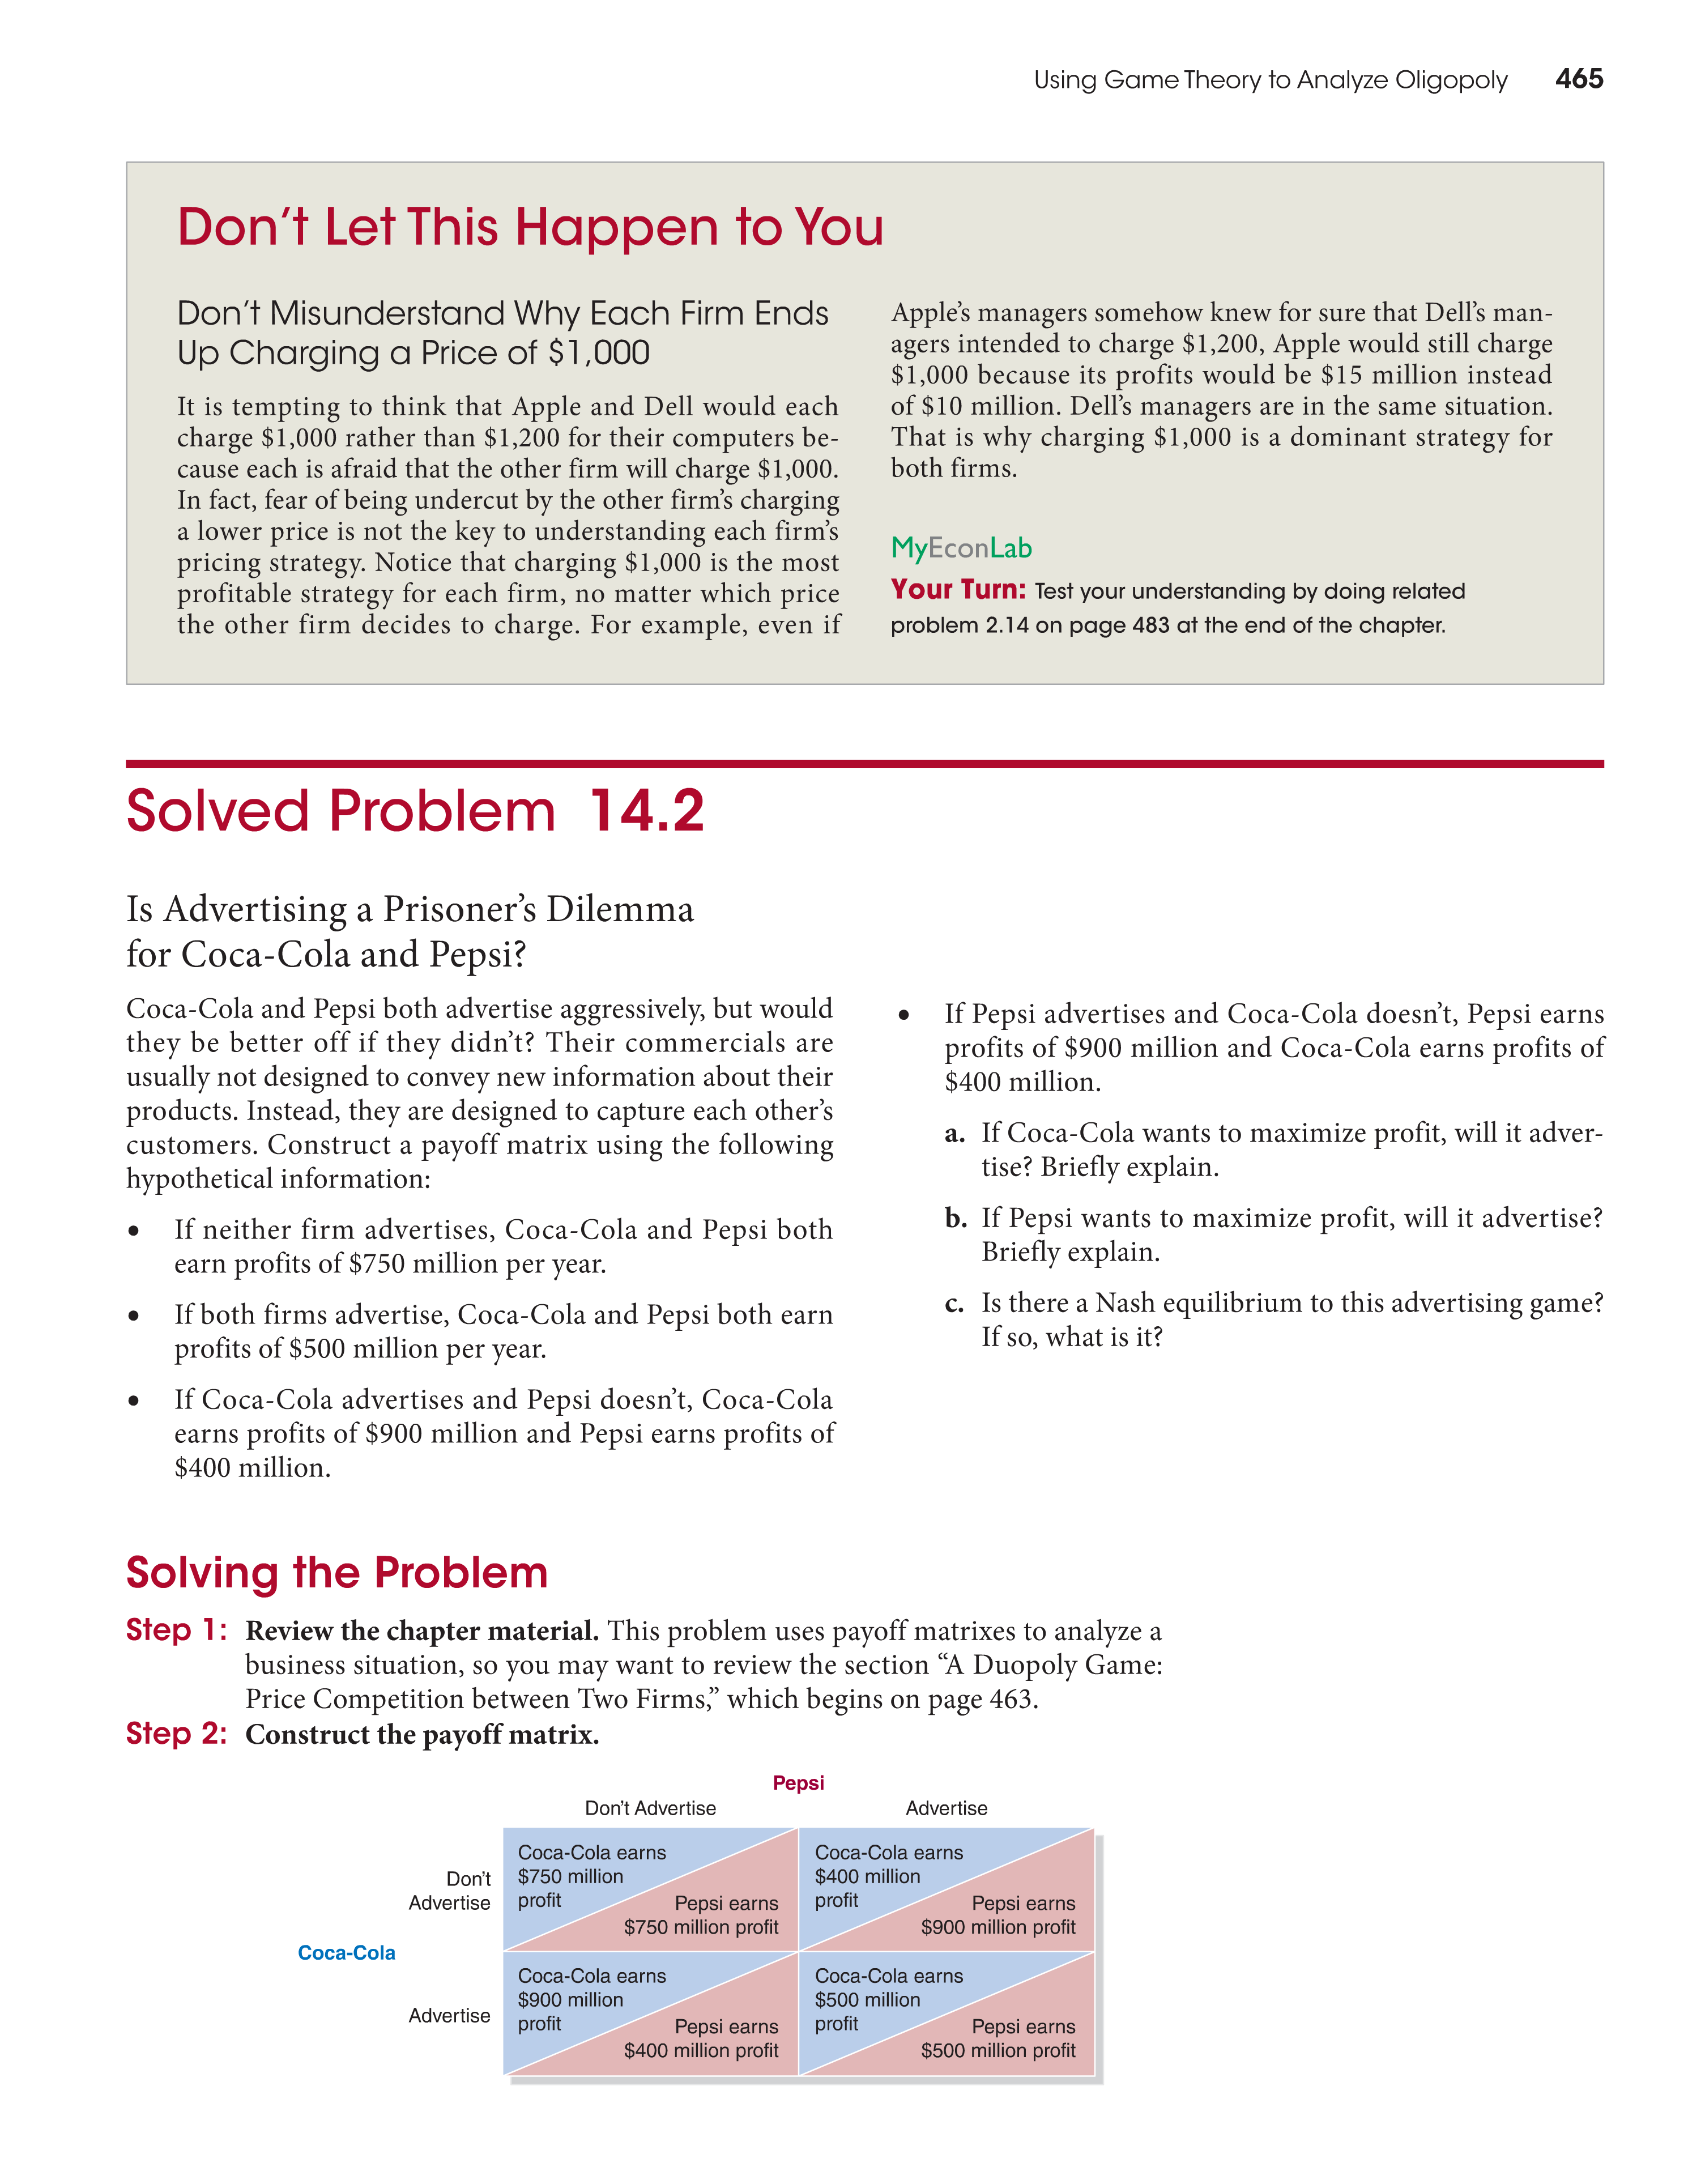 Using Game Theory to Analyze Oligopoly 465
Don't Let This Happen to You
Don't Misunderstand Why Each Firm Ends
Up Charging a Price of $1,000
It is tempting to think that Apple and Dell would each
charge $1,000 rather than $1,200 for their computers be-
cause each is afraid that the other firm will charge $1,000.
In fact, fear of being undercut by the other firm's charging
a lower price is not the key to understanding each firm's
pricing strategy. Notice that charging $1,000 is the most
profitable strategy for each firm, no matter which price
the other firm decides to charge. For example, even if
Apple's managers somehow knew for sure that Dell's man-
agers intended to charge $1,200, Apple would still charge
$1,000 because its profits would be $15 million instead
of $10 million. Dell's managers are in the same situation.
That is why charging $1,000 is a dominant strategy for
both firms.
MyEconLab
Your Turn: Test your understanding by doing related
problem 2.14 on page 483 at the end of the chapter.
Solved Problem 14.2
Is Advertising a Prisoner's Dilemma
for Coca-Cola and Pepsi?
Coca-Cola and Pepsi both advertise aggressively, but would
they be better off if they didn't? Their commercials are
usually not designed to convey new information about their
products. Instead, they are designed to capture each other's
customers. Construct a payoff matrix using the following
hypothetical information:
• If neither firm advertises, Coca-Cola and Pepsi both
earn profits of $750 million per year.
• If both firms advertise, Coca-Cola and Pepsi both earn
profits of $500 million per year.
• If Coca-Cola advertises and Pepsi doesn't, Coca-Cola
earns profits of $900 million and Pepsi earns profits of
$400 million.
• If Pepsi advertises and Coca-Cola doesn't, Pepsi earns
profits of $900 million and Coca-Cola earns profits of
$400 million.
a. If Coca-Cola wants to maximize profit, will it adver-
tise? Briefly explain.
b. If Pepsi wants to maximize profit, will it advertise?
Briefly explain.
c. Is there a Nash equilibrium to this advertising game?
If so, what is it?
Solving the Problem
Step 1: Review the chapter material. This problem uses payoff matrixes to analyze a
business situation, so you may want to review the section “A Duopoly Game:
Price Competition between Two Firms,” which begins on page 463.
Step 2: Construct the payoff matrix.
Pepsi
Don't Advertise Advertise
Don't
Advertise
Coca-Cola earns
$750 million
profit
Pepsi earns
$750 million profit
Coca-Cola earns
$400 million
profit
Pepsi earns
$900 million profit
Coca-Cola
Advertise
Coca-Cola earns
$900 million
profit
Pepsi earns
$400 million profit
Coca-Cola earns
$500 million
profit
Pepsi earns
$500 million profit